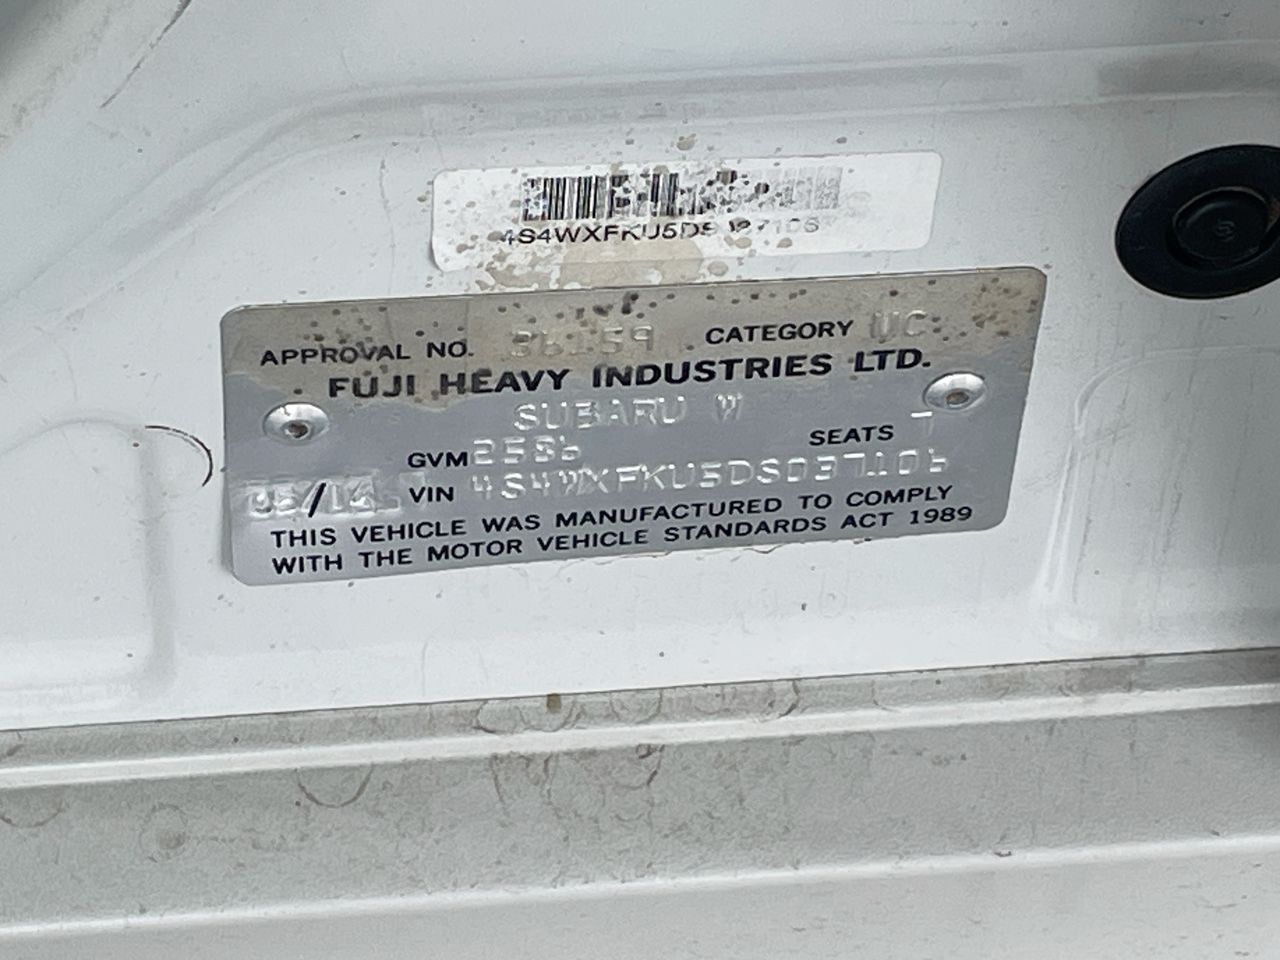 4S4WXFKU5DS
APPROVAL NO. 36159 CATEGORY
FUJI HEAVY INDUSTRIES LTD.
SUBARU W
GVM 2586 SEATS 7
VIN 4S4WXFKU5DS037106
THIS VEHICLE WAS MANUFACTURED TO COMPLY
WITH THE MOTOR VEHICLE STANDARDS ACT 1989